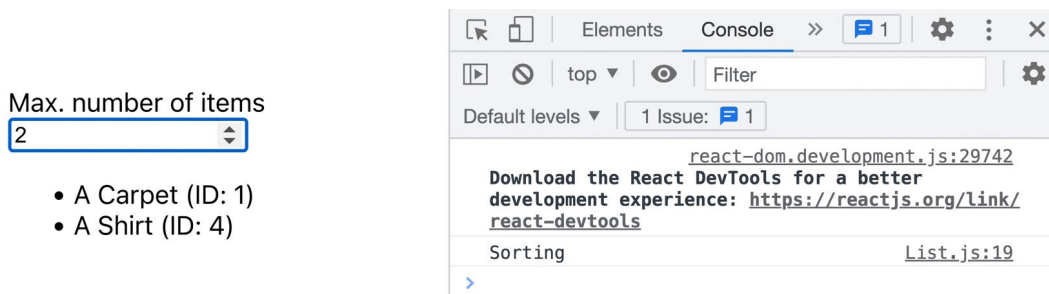 Max. number of items
2
• A Carpet (ID: 1)
• A Shirt (ID: 4)
Elements Console » 1
top ▼ Filter
Default levels ▼ 1 Issue: 1
react-dom.development.js:29742
Download the React DevTools for a better
development experience: https://reactjs.org/link/
react-devtools
Sorting List.js:19
>